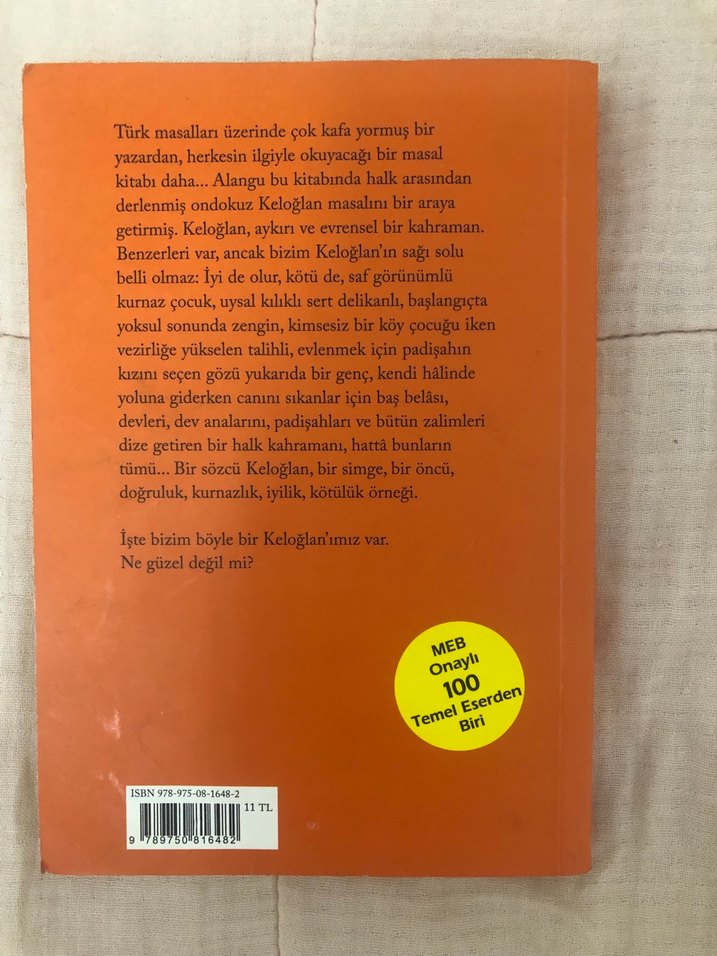 Türk masalları üzerinde çok kafa yormuş bir
yazardan, herkesin ilgiyle okuyacağı bir masal
kitabı daha... Alangu bu kitabında halk arasından
derlenmiş ondokuz Keloğlan masalını bir araya
getirmiş. Keloğlan, aykırı ve evrensel bir kahraman.
Benzerleri var, ancak bizim Keloğlan'ın sağı solu
belli olmaz: İyi de olur, kötü de, saf görünümlü
kurnaz çocuk, uysal kılıklı sert delikanlı, başlangıçta
yoksul sonunda zengin, kimsesiz bir köy çocuğu iken
vezirliğe yükselen talihli, evlenmek için padişahın
kızını seçen gözü yukarıda bir genç, kendi hâlinde
yoluna giderken canını sıkanlar için baş belâsı,
devleri, dev analarını, padişahları ve bütün zalimleri
dize getiren bir halk kahramanı, hattâ bunların
tümü... Bir sözcü Keloğlan, bir simge, bir öncü,
doğruluk, kurnazlık, iyilik, kötülük örneği.
İşte bizim böyle bir Keloğlan'ımız var.
Ne güzel değil mi?
MEB
Onaylı
100
Temel Eserden
Biri
ISBN 978-975-08-1648-2
11 TL
9 789750 816482